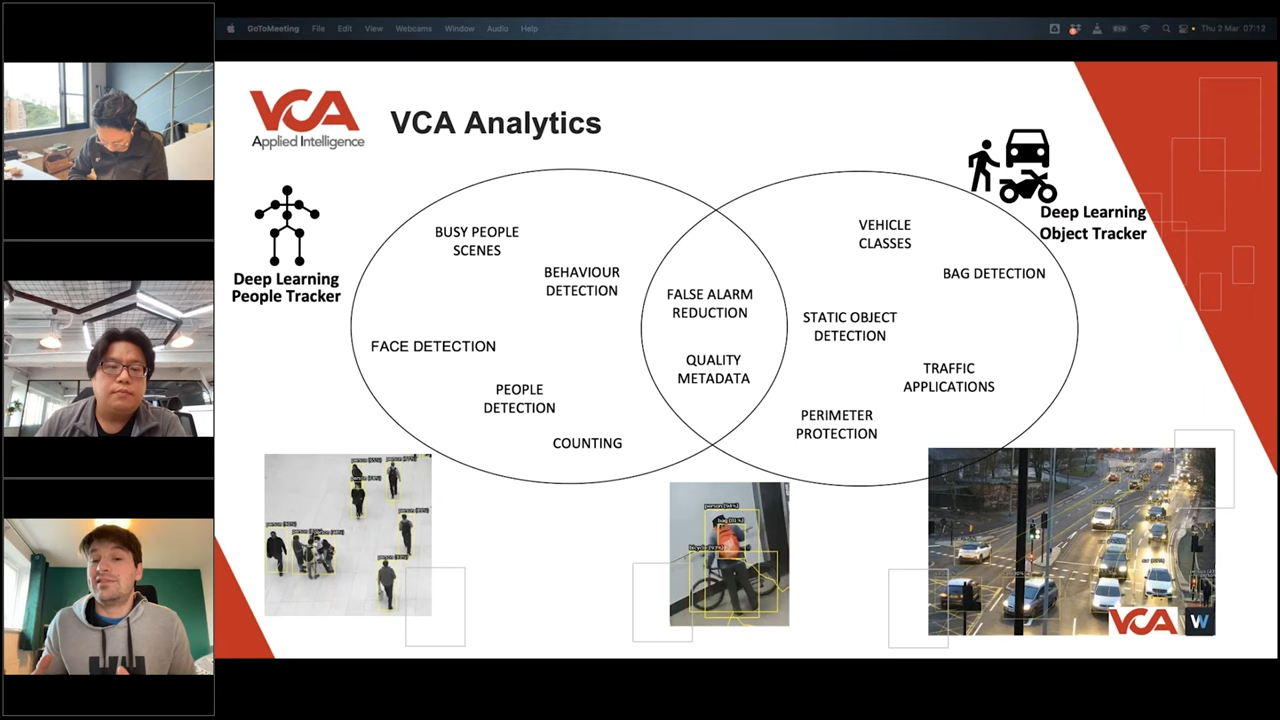 GoToMeeting File Edit View Webcams Window Audio Help
Thu 2 Mar 07:12
VCA
Applied Intelligence
VCA Analytics
Deep Learning
People Tracker
Deep Learning
Object Tracker
BUSY PEOPLE
SCENES
BEHAVIOUR
DETECTION
FACE DETECTION
PEOPLE
DETECTION
COUNTING
FALSE ALARM
REDUCTION
QUALITY
METADATA
VEHICLE
CLASSES
BAG DETECTION
STATIC OBJECT
DETECTION
TRAFFIC
APPLICATIONS
PERIMETER
PROTECTION
VCA
W